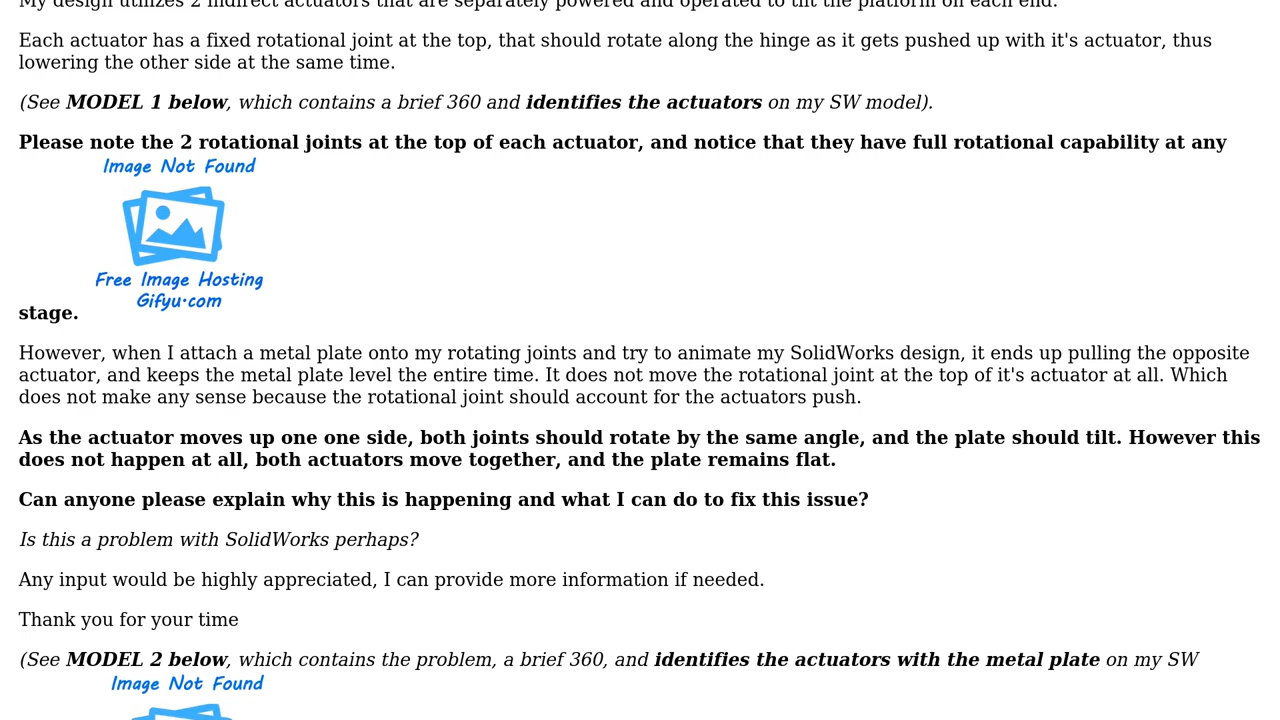 My design utilizes 2 indirect actuators that are separately powered and operated to tilt the platform on each end.
Each actuator has a fixed rotational joint at the top, that should rotate along the hinge as it gets pushed up with it's actuator, thus
lowering the other side at the same time.
(See MODEL 1 below, which contains a brief 360 and identifies the actuators on my SW model).
Please note the 2 rotational joints at the top of each actuator, and notice that they have full rotational capability at any
Image Not Found
Free Image Hosting
Gifyu.com
stage.
However, when I attach a metal plate onto my rotating joints and try to animate my SolidWorks design, it ends up pulling the opposite
actuator, and keeps the metal plate level the entire time. It does not move the rotational joint at the top of it's actuator at all. Which
does not make any sense because the rotational joint should account for the actuators push.
As the actuator moves up one one side, both joints should rotate by the same angle, and the plate should tilt. However this
does not happen at all, both actuators move together, and the plate remains flat.
Can anyone please explain why this is happening and what I can do to fix this issue?
Is this a problem with SolidWorks perhaps?
Any input would be highly appreciated, I can provide more information if needed.
Thank you for your time
(See MODEL 2 below, which contains the problem, a brief 360, and identifies the actuators with the metal plate on my SW
Image Not Found